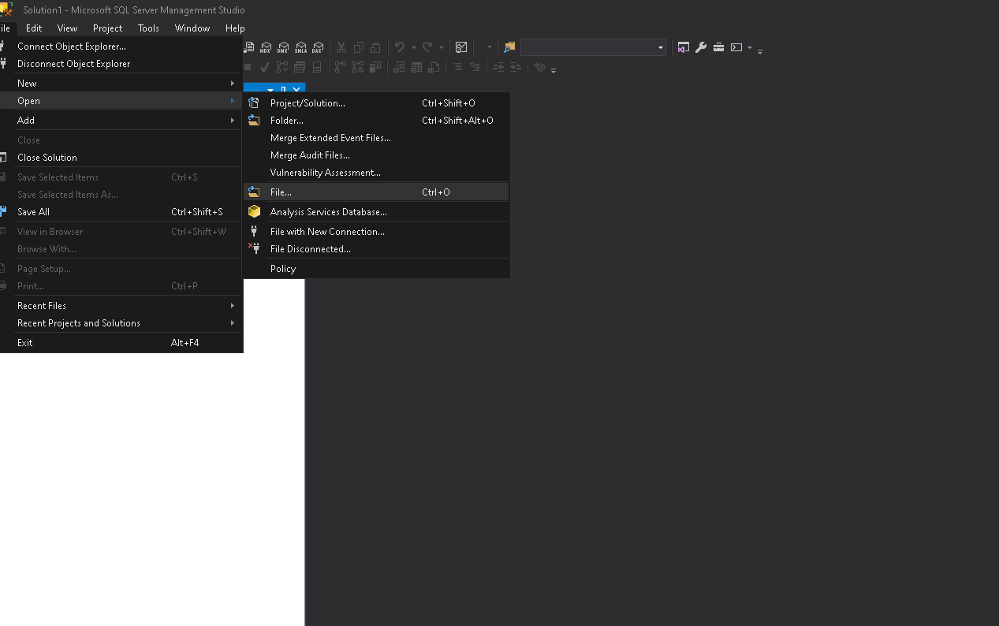 Solution1 - Microsoft SQL Server Management Studio
ile Edit View Project Tools Window Help
MDX DMX XMLA DAX
Connect Object Explorer...
Disconnect Object Explorer
New
Open
Add
Close
Close Solution
Save Selected Items Ctrl+S
Save Selected Items As...
Save All Ctrl+Shift+S
View in Browser Ctrl+Shift+W
Browse With...
Page Setup...
Print... Ctrl+P
Recent Files
Recent Projects and Solutions
Exit Alt+F4
Project/Solution... Ctrl+Shift+O
Folder... Ctrl+Shift+Alt+O
Merge Extended Event Files...
Merge Audit Files...
Vulnerability Assessment...
File... Ctrl+O
Analysis Services Database...
File with New Connection...
File Disconnected...
Policy